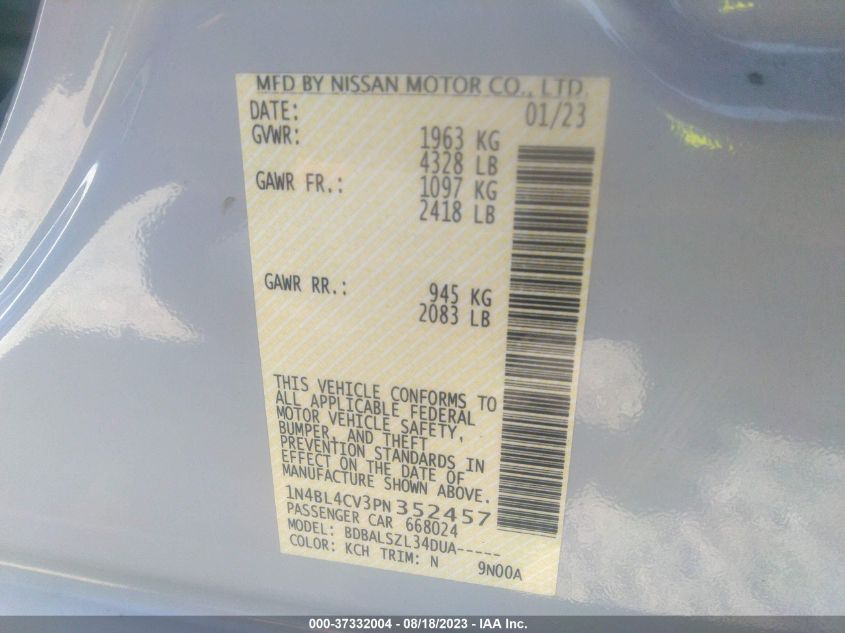 MFD BY NISSAN MOTOR CO., LTD.
DATE: 01/23
GVWR: 1963 KG
4328 LB
GAWR FR.: 1097 KG
2418 LB
GAWR RR.: 945 KG
2083 LB
THIS VEHICLE CONFORMS TO
ALL APPLICABLE FEDERAL
MOTOR VEHICLE SAFETY,
BUMPER, AND THEFT
PREVENTION STANDARDS IN
EFFECT ON THE DATE OF
MANUFACTURE SHOWN ABOVE.
1N4BL4CV3PN352457
PASSENGER CAR 668024
MODEL: BDBALSZL34DUA-----
COLOR: KCH TRIM: N 9N00A
000-37332004 - 08/18/2023 - IAA Inc.